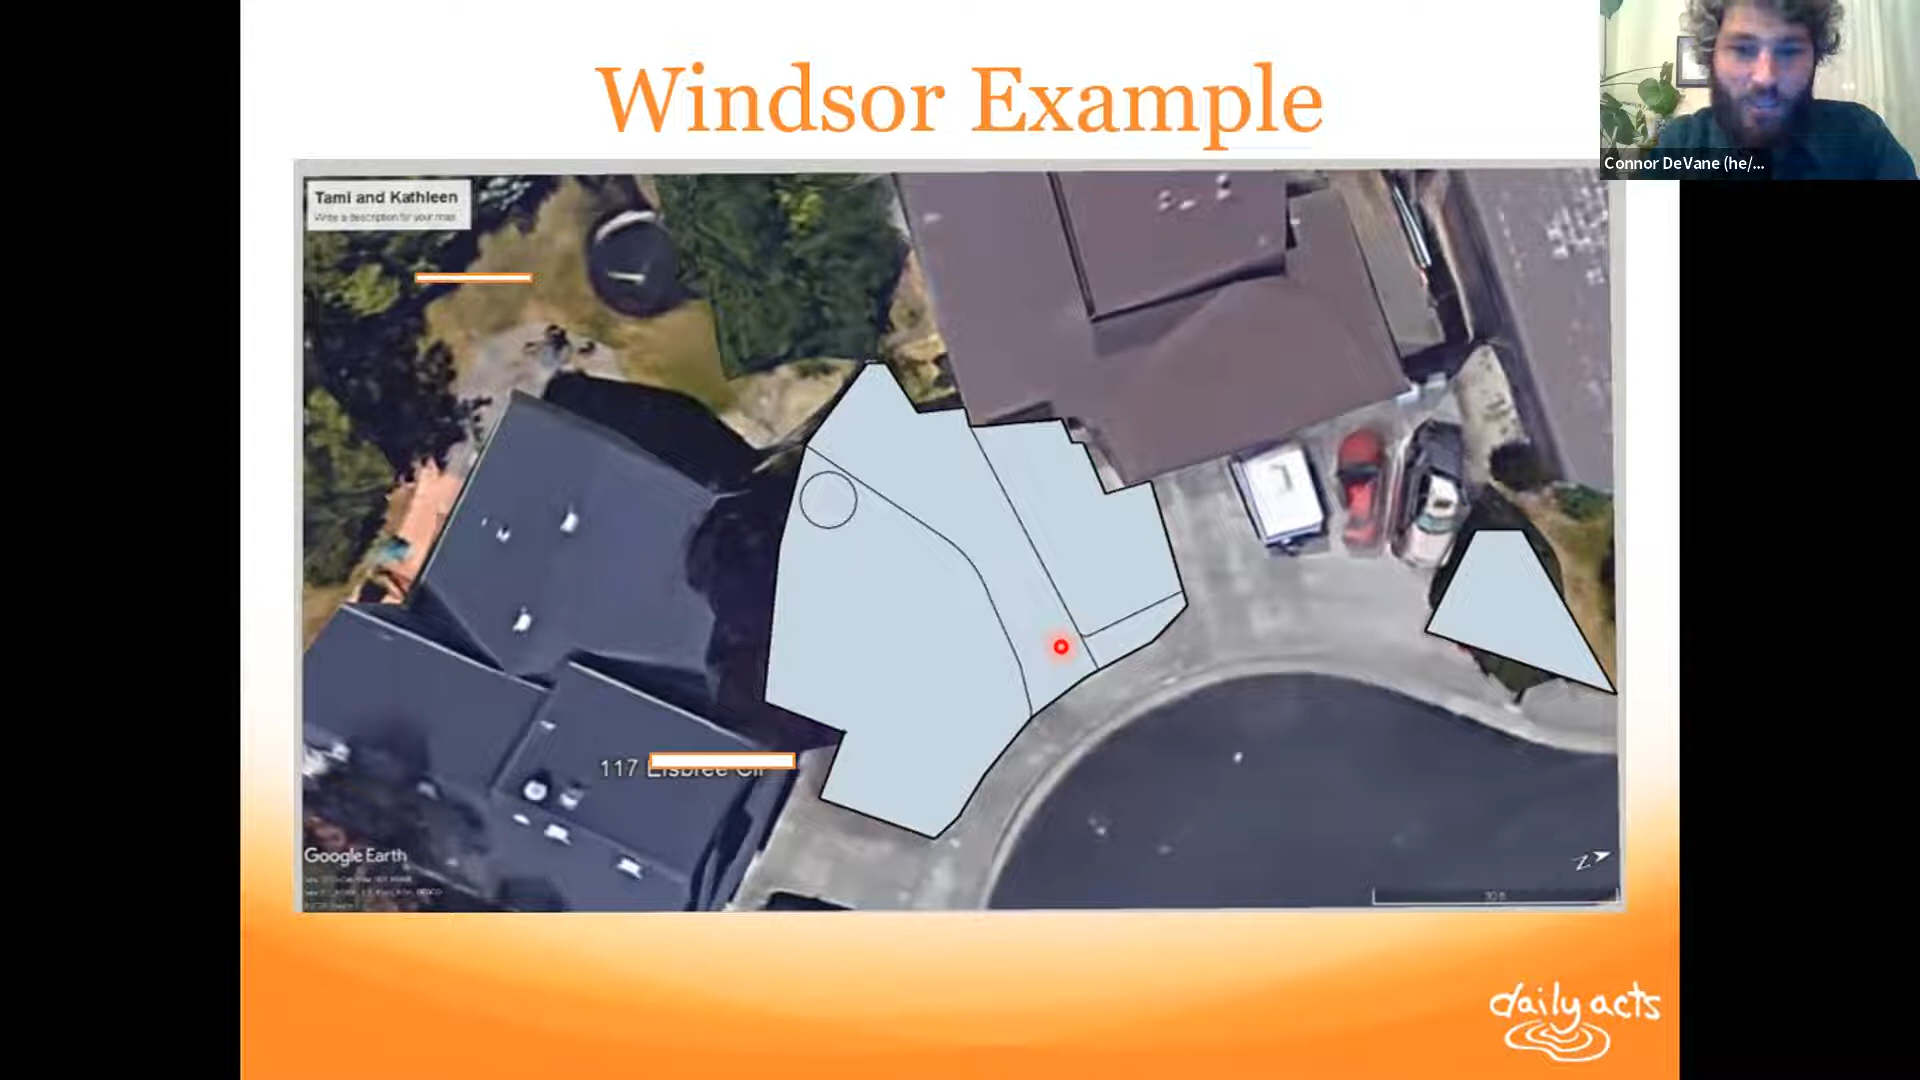 Windsor Example
Connor DeVane (he/...
Tami and Kathleen
Write a description for your map.
117
Google Earth
Z
daily acts